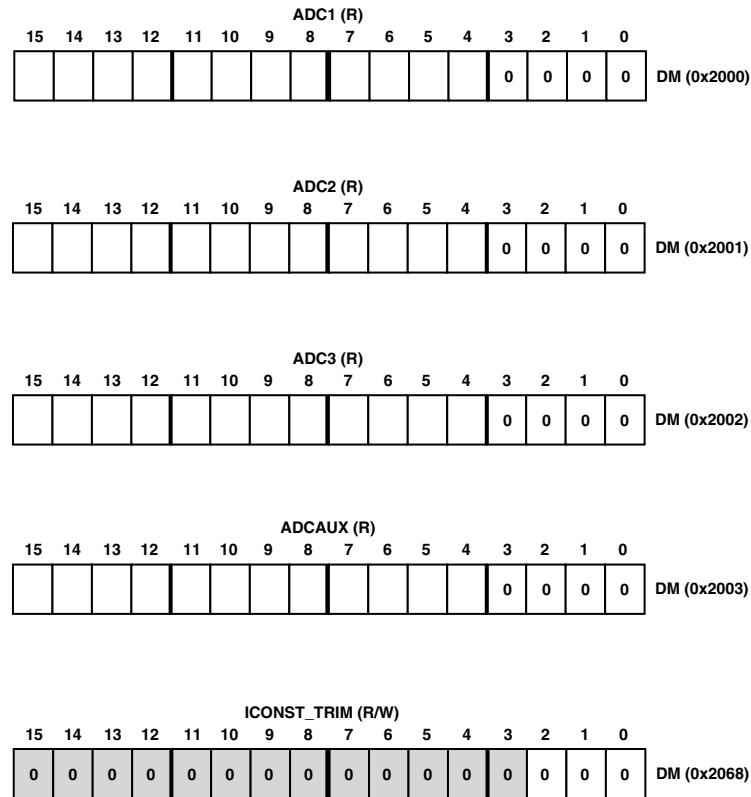 ADC1 (R)
15 14 13 12 11 10 9 8 7 6 5 4 3 2 1 0
0 0 0 0 DM (0x2000)
ADC2 (R)
15 14 13 12 11 10 9 8 7 6 5 4 3 2 1 0
0 0 0 0 DM (0x2001)
ADC3 (R)
15 14 13 12 11 10 9 8 7 6 5 4 3 2 1 0
0 0 0 0 DM (0x2002)
ADCAUX (R)
15 14 13 12 11 10 9 8 7 6 5 4 3 2 1 0
0 0 0 0 DM (0x2003)
ICONST_TRIM (R/W)
15 14 13 12 11 10 9 8 7 6 5 4 3 2 1 0
0 0 0 0 0 0 0 0 0 0 0 0 0 0 0 0 DM (0x2068)